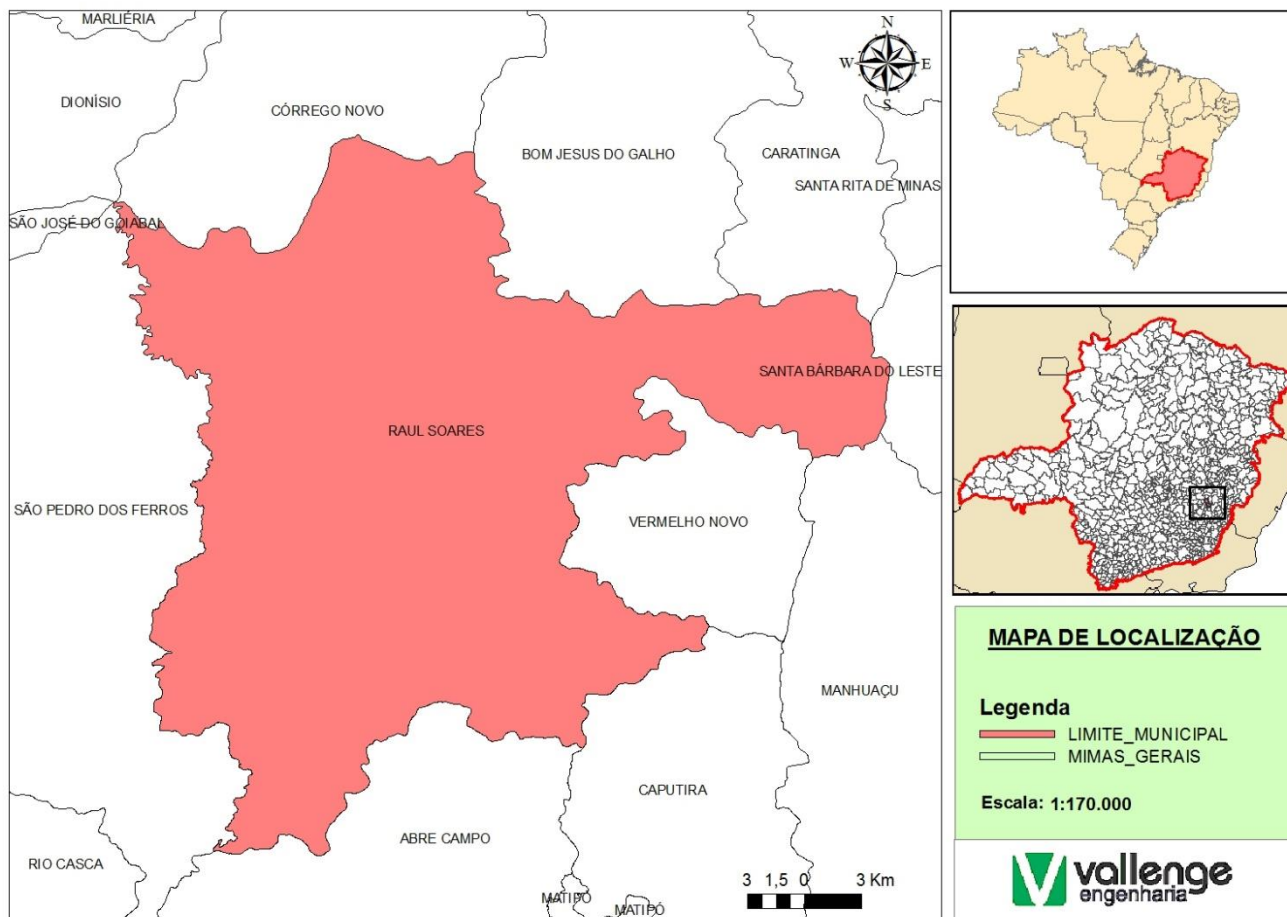 MARLIÉRIA
N
W E
S
DIONÍSIO
CÓRREGO NOVO
BOM JESUS DO GALHO
CARATINGA
SANTA RITA DE MINAS
SÃO JOSÉ DO GOIABAL
SANTA BÁRBARA DO LESTE
RAUL SOARES
SÃO PEDRO DOS FERROS
VERMELHO NOVO
MANHUAÇU
CAPUTIRA
ABRE CAMPO
RIO CASCA
MATIPÓ
MATIPÓ
3 1,5 0 3 Km
MAPA DE LOCALIZAÇÃO
Legenda
LIMITE_MUNICIPAL
MIMAS_GERAIS
Escala: 1:170.000
vallenge
engenharia